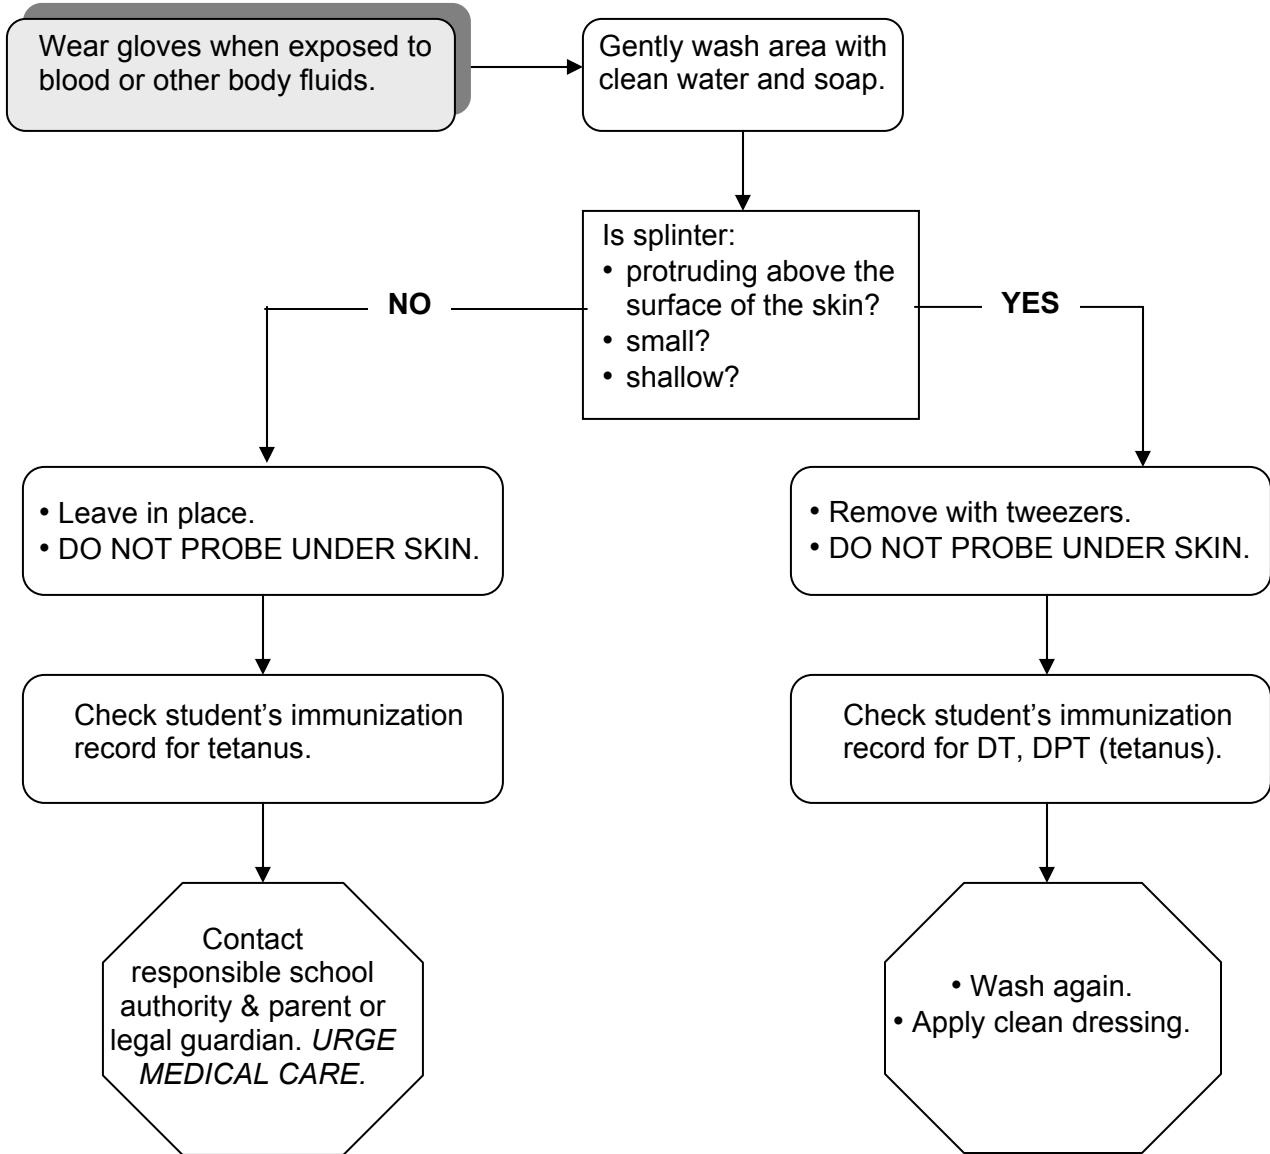 Wear gloves when exposed to
blood or other body fluids.
Gently wash area with
clean water and soap.
Is splinter:
• protruding above the
surface of the skin?
• small?
• shallow?
NO
YES
• Leave in place.
• DO NOT PROBE UNDER SKIN.
• Remove with tweezers.
• DO NOT PROBE UNDER SKIN.
Check student’s immunization
record for tetanus.
Check student’s immunization
record for DT, DPT (tetanus).
Contact
responsible school
authority & parent or
legal guardian. URGE
MEDICAL CARE.
• Wash again.
• Apply clean dressing.